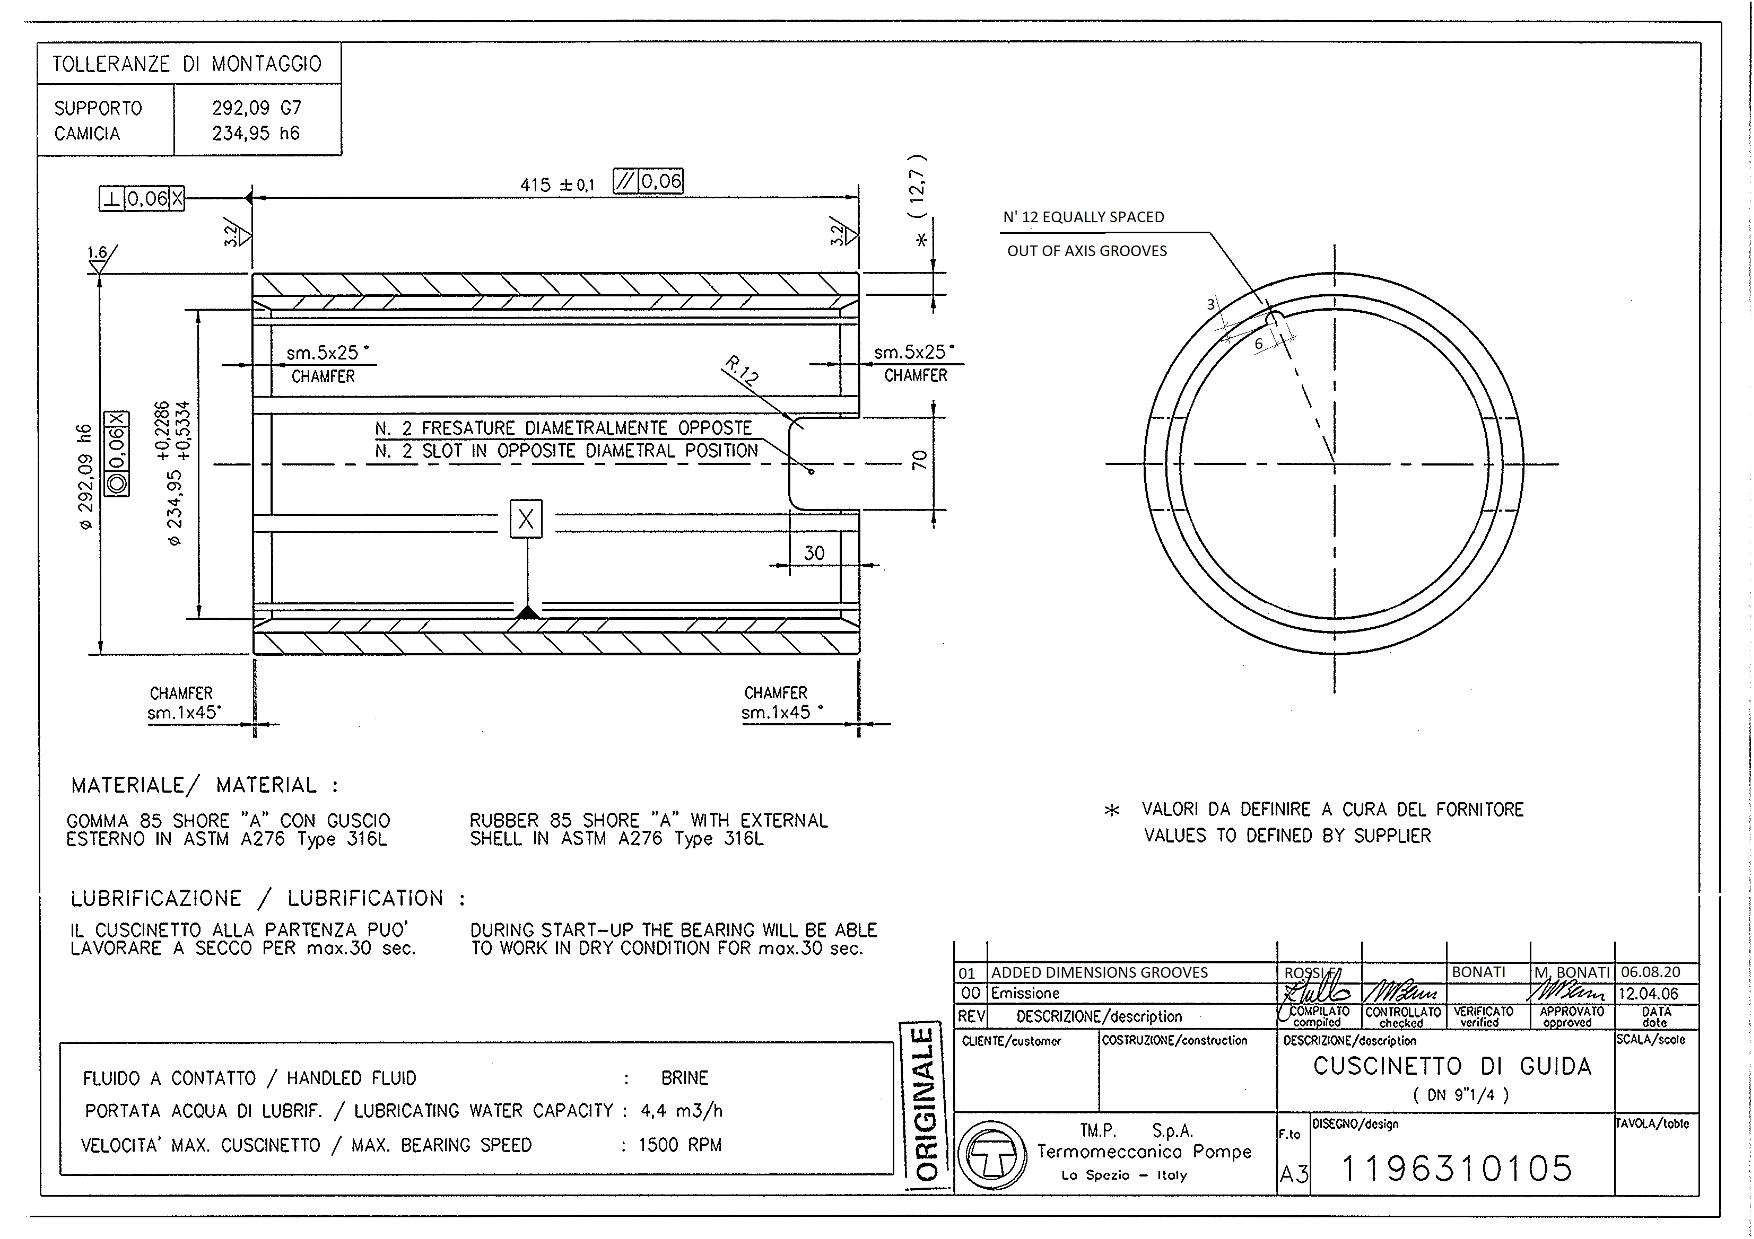 TOLLERANZE DI MONTAGGIO
SUPPORTO 292,09 G7
CAMICIA 234,95 h6
⊥ 0,06 X
415 ±0,1 // 0,06
* (12,7)
3.2
3.2
1.6
N' 12 EQUALLY SPACED
OUT OF AXIS GROOVES
3
6
sm.5x25°
CHAMFER
sm.5x25°
CHAMFER
R.12
N. 2 FRESATURE DIAMETRALMENTE OPPOSTE
N. 2 SLOT IN OPPOSITE DIAMETRAL POSITION
ø 292,09 h6
◎ 0,06 X
ø 234,95 +0,2286 +0,5334
70
X
30
CHAMFER
sm.1x45°
CHAMFER
sm.1x45°
MATERIALE/ MATERIAL :
GOMMA 85 SHORE "A" CON GUSCIO
ESTERNO IN ASTM A276 Type 316L
RUBBER 85 SHORE "A" WITH EXTERNAL
SHELL IN ASTM A276 Type 316L
* VALORI DA DEFINIRE A CURA DEL FORNITORE
VALUES TO DEFINED BY SUPPLIER
LUBRIFICAZIONE / LUBRIFICATION :
IL CUSCINETTO ALLA PARTENZA PUO'
LAVORARE A SECCO PER max.30 sec.
DURING START-UP THE BEARING WILL BE ABLE
TO WORK IN DRY CONDITION FOR max.30 sec.
FLUIDO A CONTATTO / HANDLED FLUID : BRINE
PORTATA ACQUA DI LUBRIF. / LUBRICATING WATER CAPACITY : 4,4 m3/h
VELOCITA' MAX. CUSCINETTO / MAX. BEARING SPEED : 1500 RPM
ORIGINALE
01 ADDED DIMENSIONS GROOVES BONATI M. BONATI 06.08.20
00 Emissione 12.04.06
REV DESCRIZIONE/description COMPILATO compiled CONTROLLATO checked VERIFICATO verified APPROVATO approved DATA date
CLIENTE/customer COSTRUZIONE/construction DESCRIZIONE/description SCALA/scale
CUSCINETTO DI GUIDA
( DN 9"1/4 )
T.M.P. S.p.A.
Termomeccanica Pompe
La Spezia - Italy
F.to
A3
DISEGNO/design
1196310105
TAVOLA/table